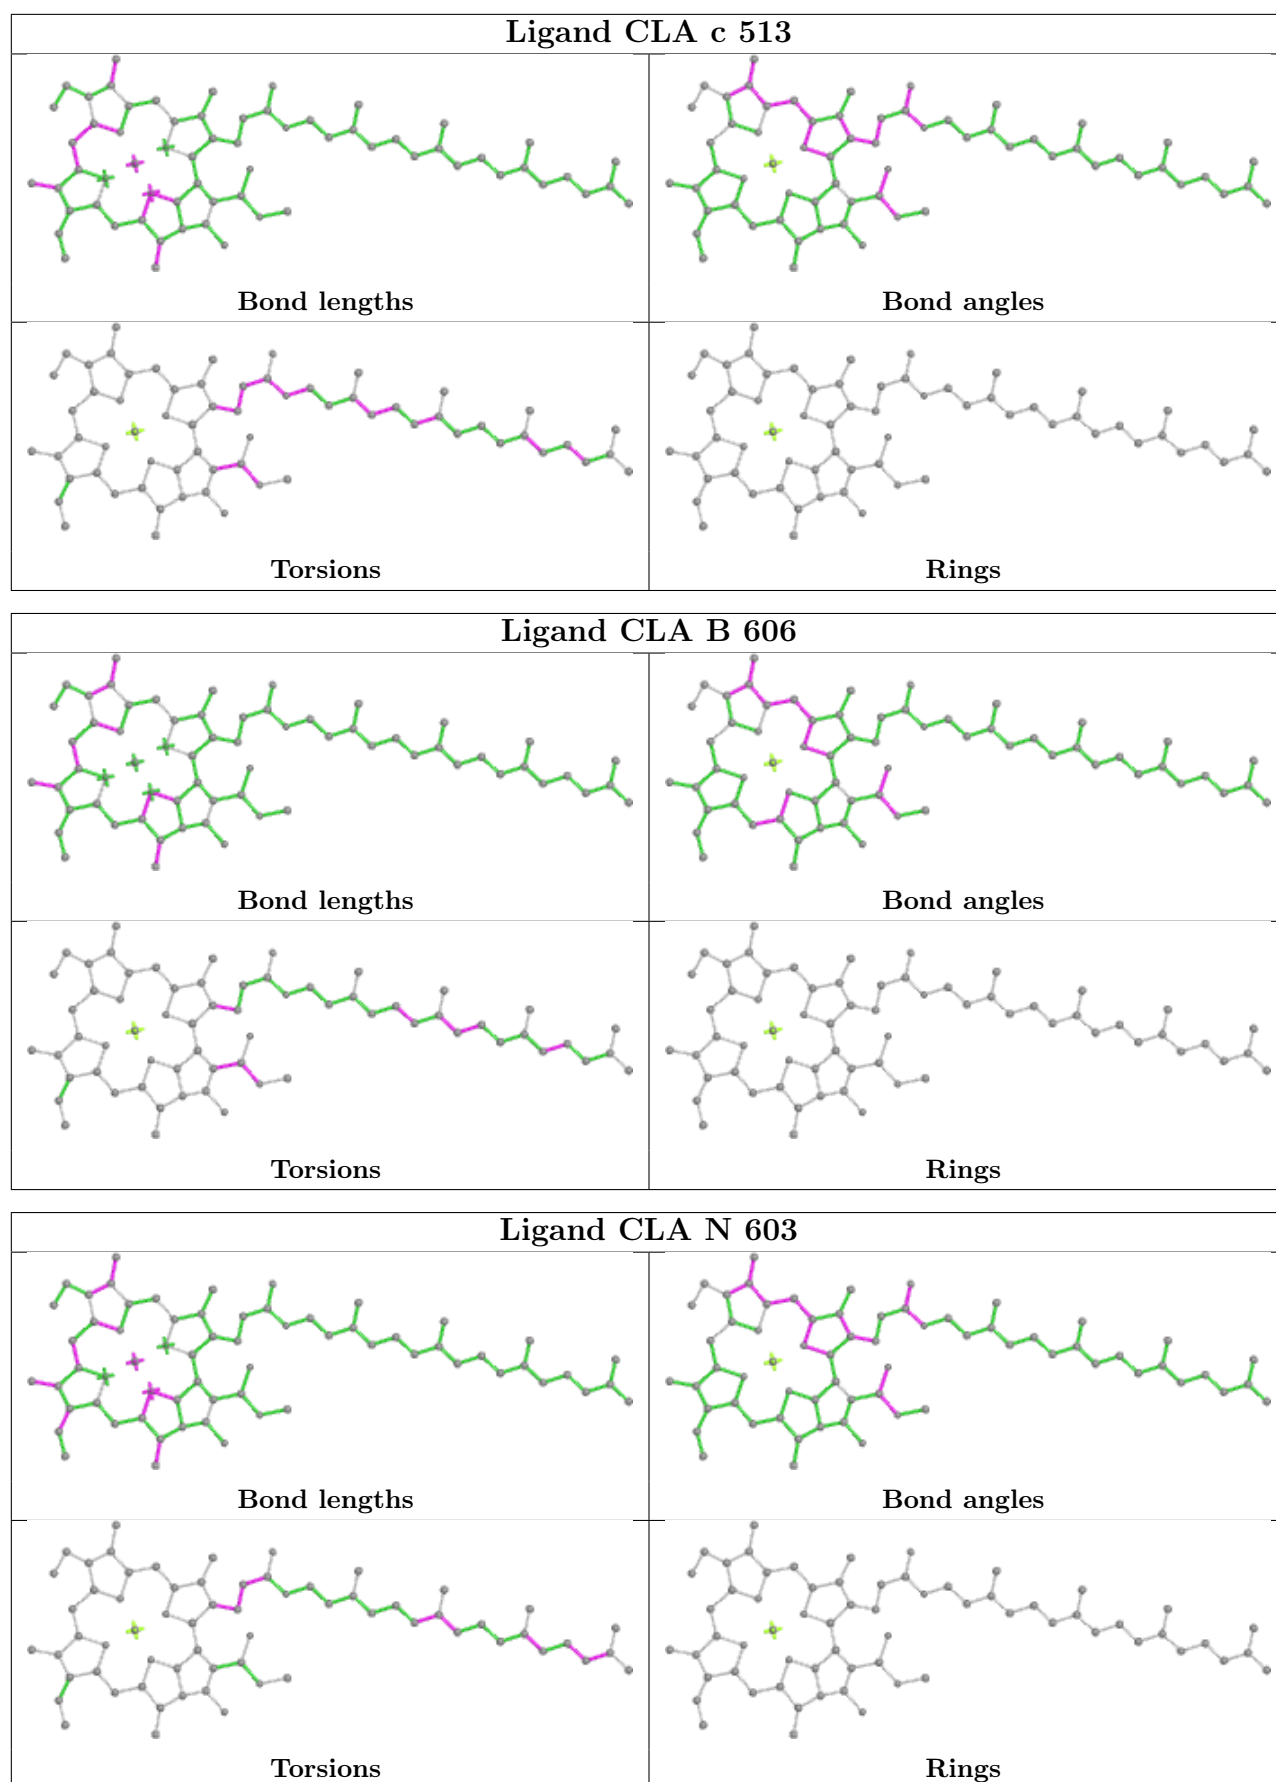 Ligand CLA c 513
Bond lengths
Bond angles
Torsions
Rings
Ligand CLA B 606
Bond lengths
Bond angles
Torsions
Rings
Ligand CLA N 603
Bond lengths
Bond angles
Torsions
Rings